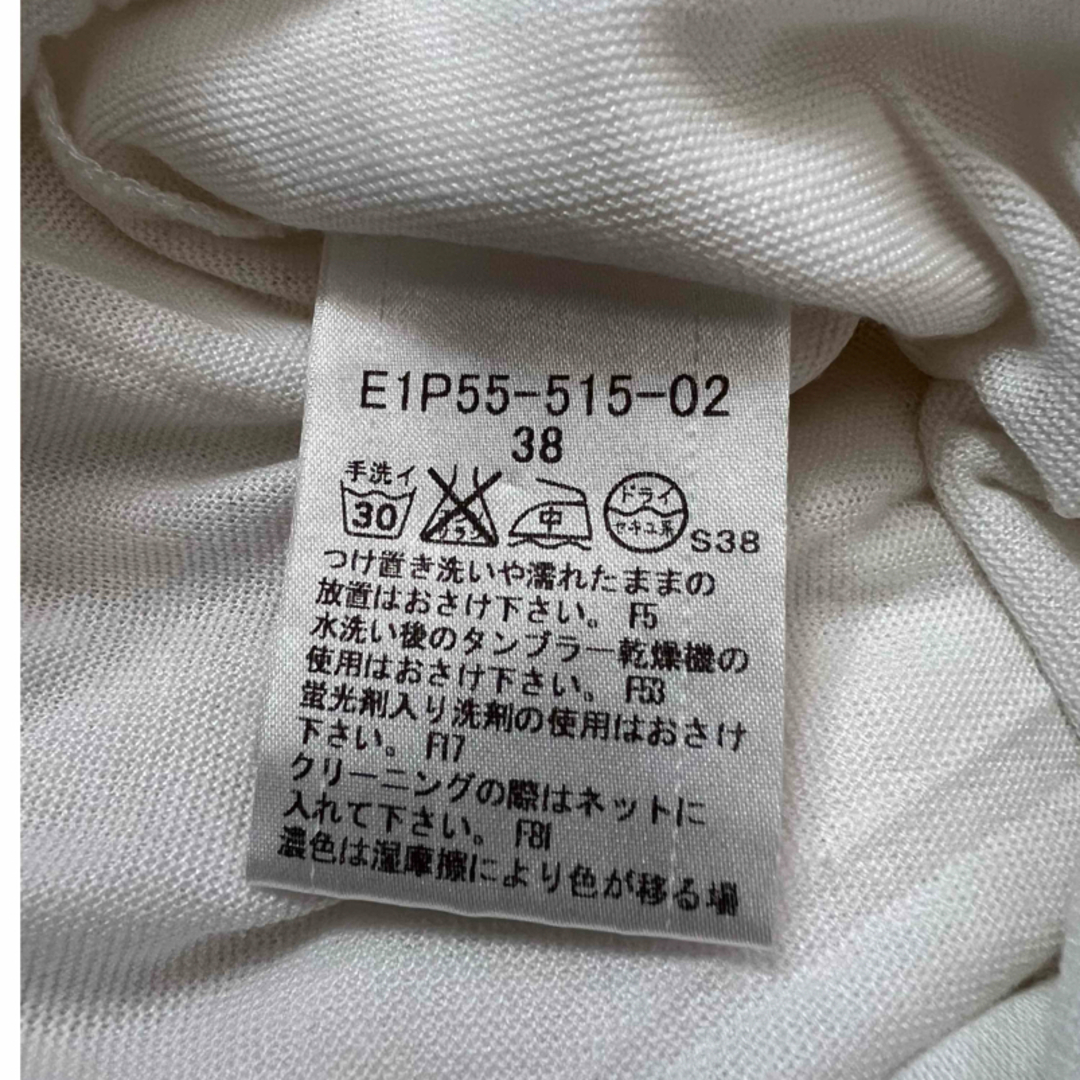 E1P55-515-02
38
手洗イ
30
エンソサラシ
中
ドライ
セキユ系
S38
つけ置き洗いや濡れたままの
放置はおさけ下さい。 F5
水洗い後のタンブラー乾燥機の
使用はおさけ下さい。 F53
蛍光剤入り洗剤の使用はおさけ
下さい。 F17
クリーニングの際はネットに
入れて下さい。 F81
濃色は湿摩擦により色が移る場